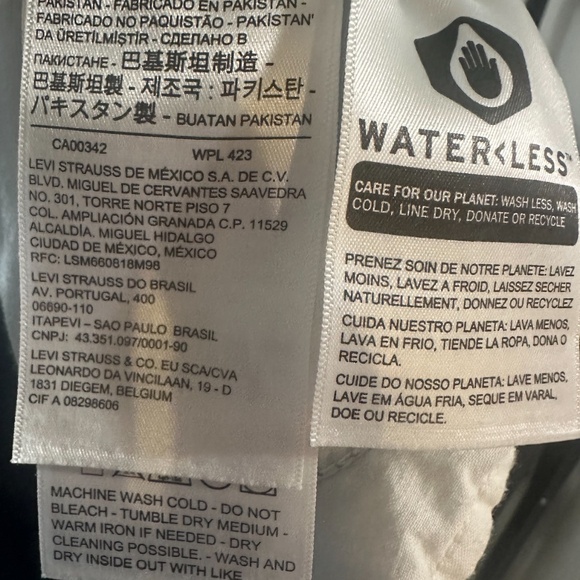 PAKISTAN - FABRICADO EN PAKISTÁN -
FABRICADO NO PAQUISTÃO - PAKİSTAN'
DA ÜRETİLMİŞTİR - СДЕЛАНО В
ПАКИСТАНЕ - 巴基斯坦制造 -
巴基斯坦製 - 제조국 : 파키스탄 -
パキスタン製 - BUATAN PAKISTAN
CA00342 WPL 423
LEVI STRAUSS DE MÉXICO S.A. DE C.V.
BLVD. MIGUEL DE CERVANTES SAAVEDRA
NO. 301, TORRE NORTE PISO 7
COL. AMPLIACIÓN GRANADA C.P. 11529
ALCALDÍA. MIGUEL HIDALGO
CIUDAD DE MÉXICO, MÉXICO
RFC: LSM660818M98
LEVI STRAUSS DO BRASIL
AV. PORTUGAL, 400
06690-110
ITAPEVI – SAO PAULO BRASIL
CNPJ: 43.351.097/0001-90
LEVI STRAUSS & CO. EU SCA/CVA
LEONARDO DA VINCILAAN, 19 - D
1831 DIEGEM, BELGIUM
CIF A 08298606
MACHINE WASH COLD - DO NOT
BLEACH - TUMBLE DRY MEDIUM -
WARM IRON IF NEEDED - DRY
CLEANING POSSIBLE. - WASH AND
DRY INSIDE OUT WITH LIKE
WATER<LESS™
CARE FOR OUR PLANET: WASH LESS, WASH
COLD, LINE DRY, DONATE OR RECYCLE
PRENEZ SOIN DE NOTRE PLANETE: LAVEZ
MOINS, LAVEZ A FROID, LAISSEZ SECHER
NATURELLEMENT, DONNEZ OU RECYCLEZ
CUIDA NUESTRO PLANETA: LAVA MENOS,
LAVA EN FRIO, TIENDE LA ROPA, DONA O
RECICLA.
CUIDE DO NOSSO PLANETA: LAVE MENOS,
LAVE EM ÁGUA FRIA, SEQUE EM VARAL,
DOE OU RECICLE.